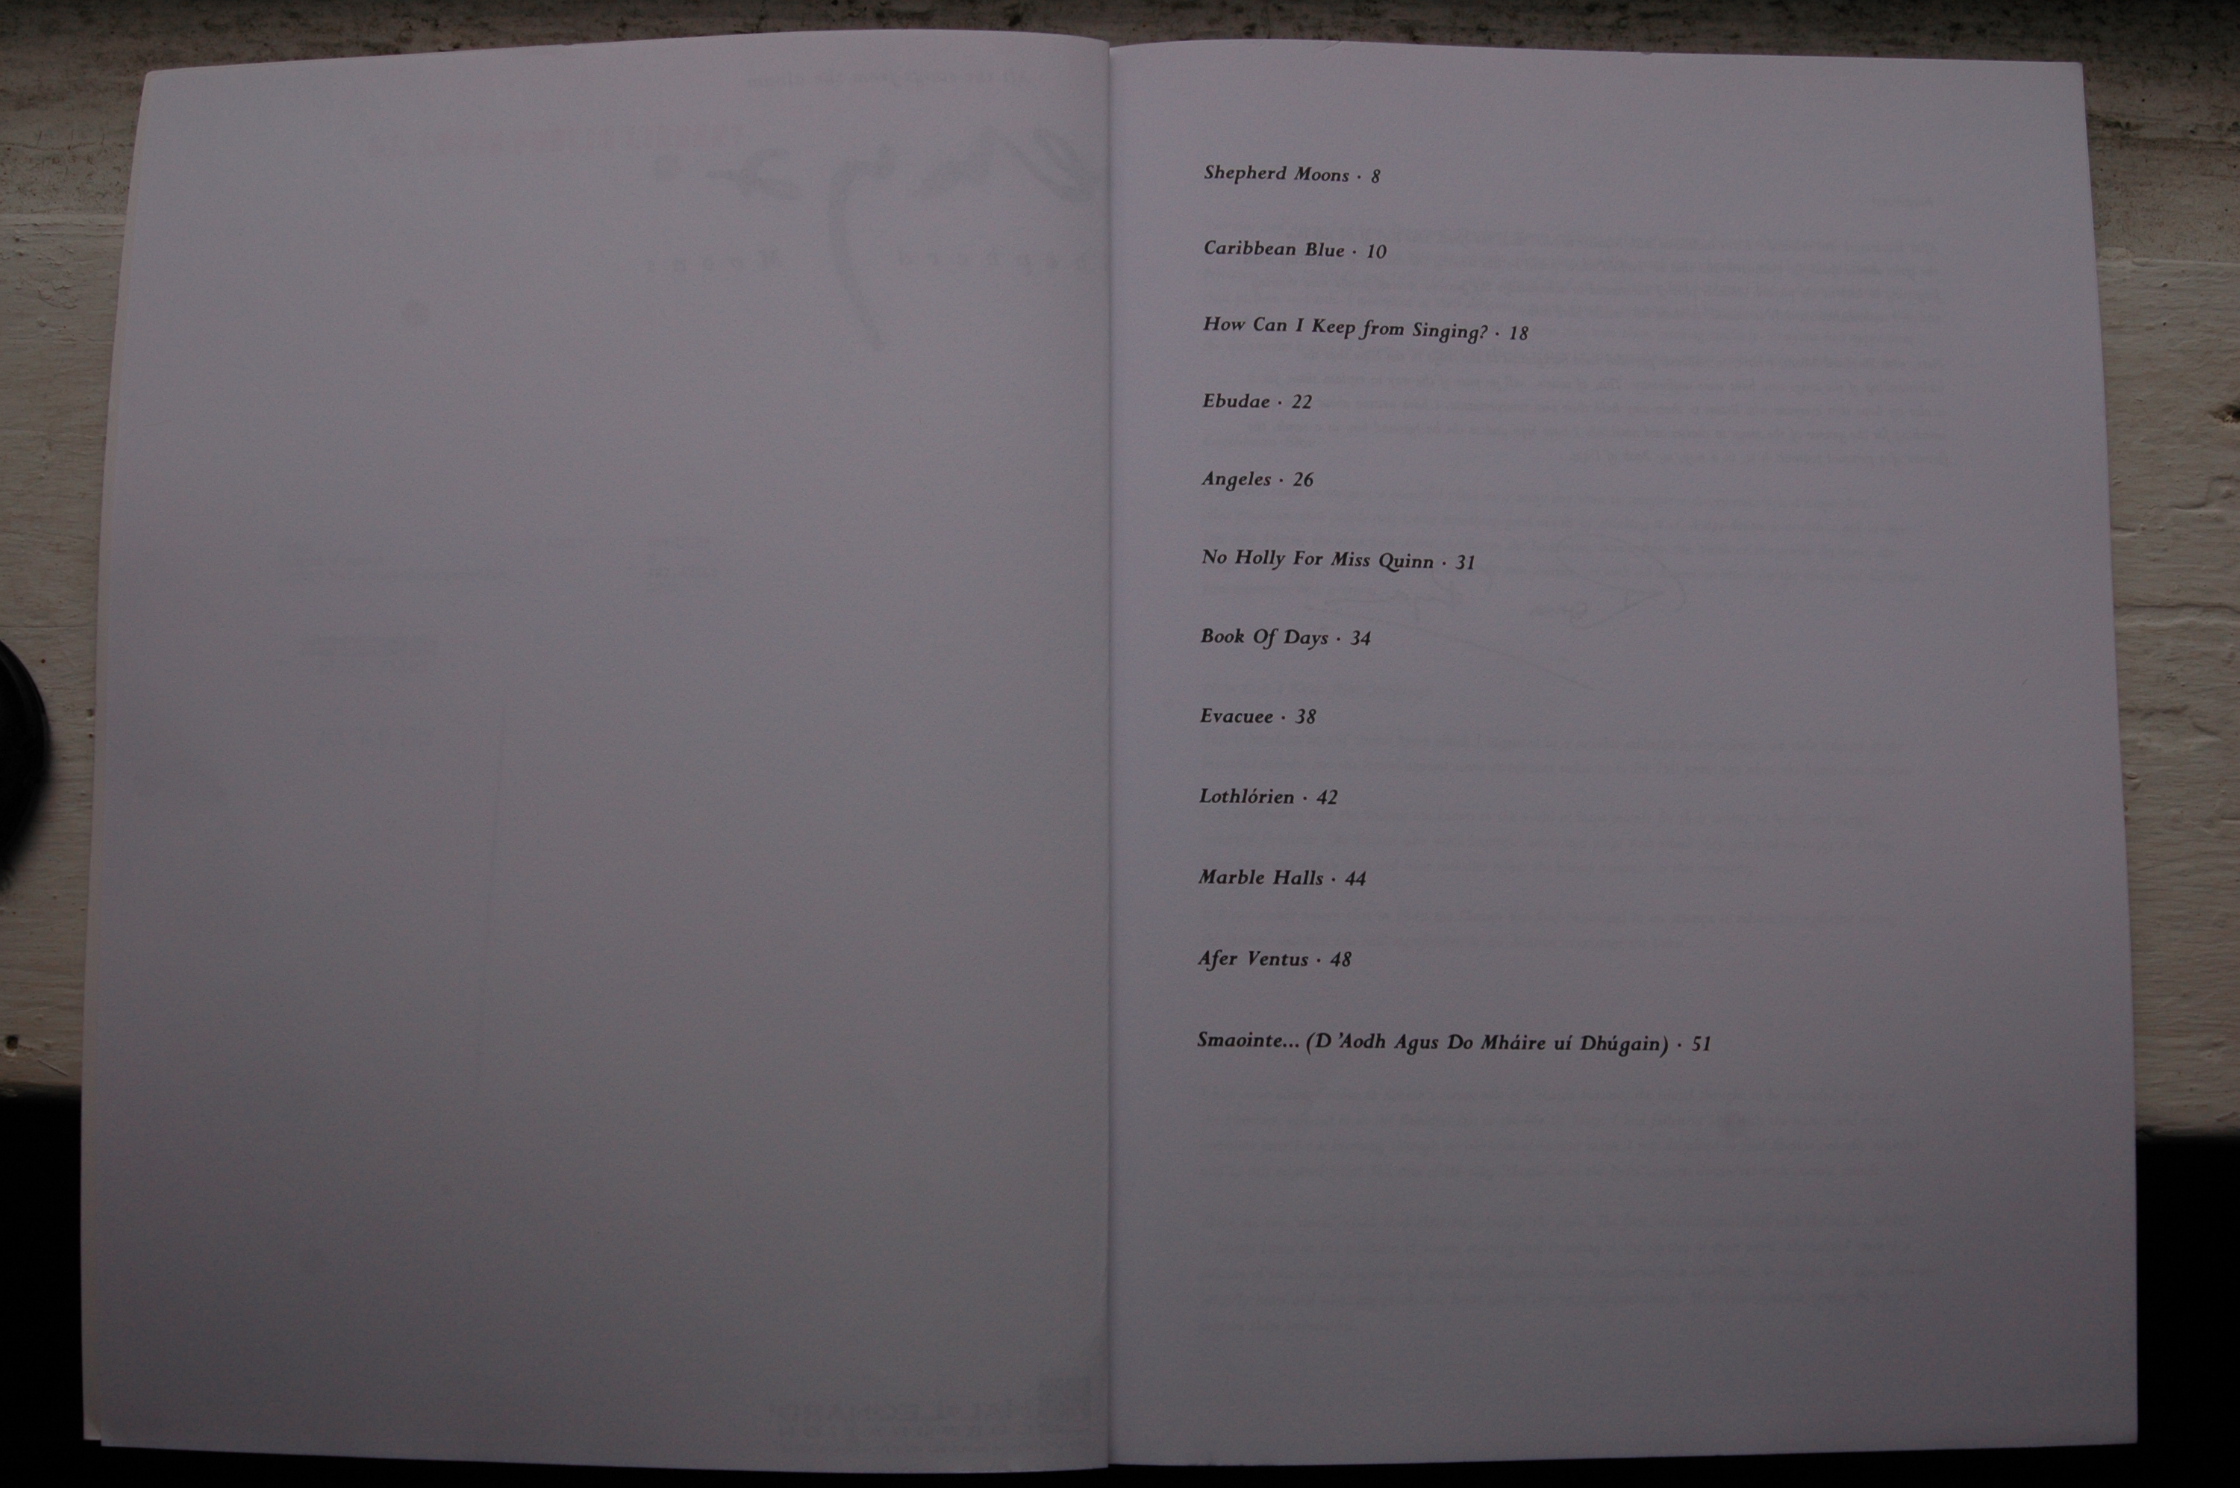 Shepherd Moons · 8
Caribbean Blue · 10
How Can I Keep from Singing? · 18
Ebudae · 22
Angeles · 26
No Holly For Miss Quinn · 31
Book Of Days · 34
Evacuee · 38
Lothlórien · 42
Marble Halls · 44
Afer Ventus · 48
Smaointe... (D 'Aodh Agus Do Mháire uí Dhúgain) · 51